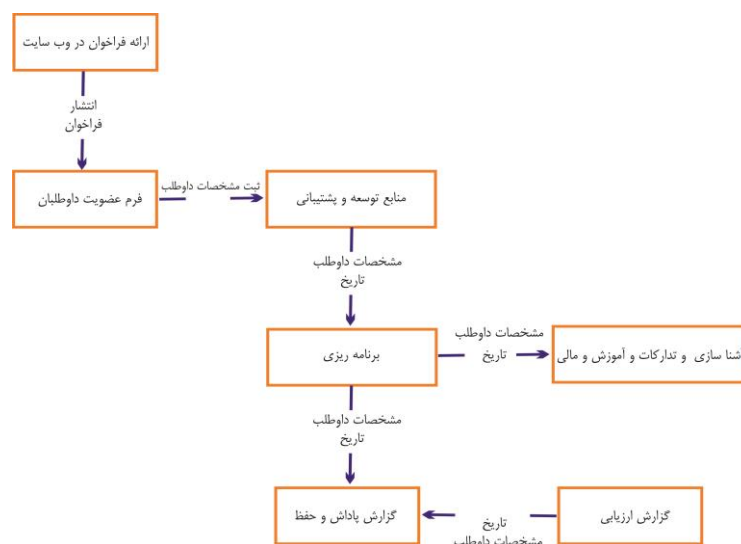 ارائه فراخوان در وب سایت
انتشار
فراخوان
فرم عضویت داوطلبان
ثبت مشخصات داوطلب
منابع توسعه و پشتیبانی
مشخصات داوطلب
تاریخ
برنامه ریزی
مشخصات داوطلب
تاریخ
شنا سازی و تدارکات و آموزش و مالی
مشخصات داوطلب
تاریخ
گزارش پاداش و حفظ
تاریخ
مشخصات داوطلب
گزارش ارزیابی